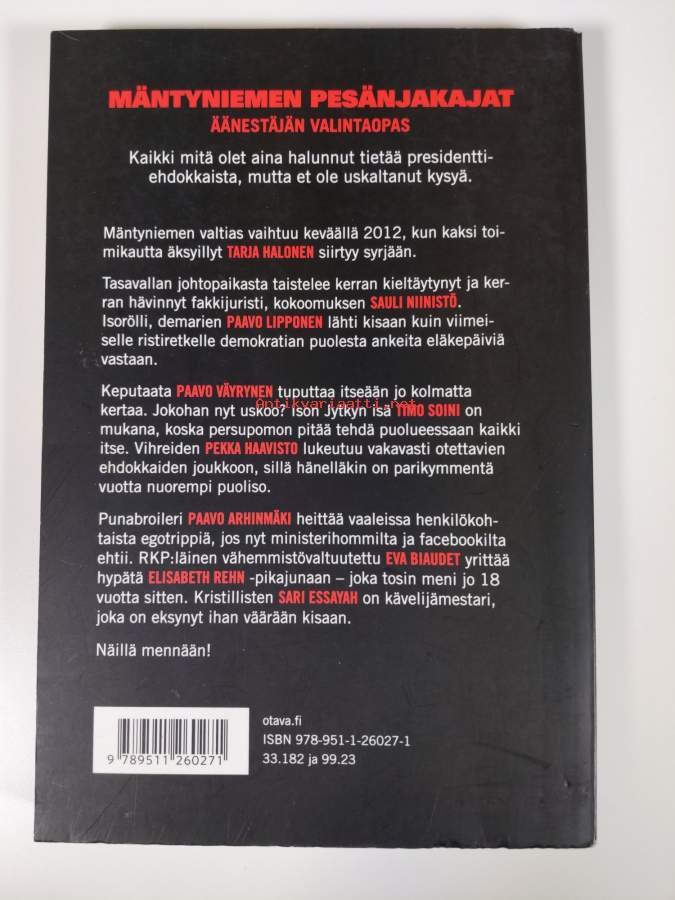 MÄNTYNIEMEN PESÄNJAKAJAT
ÄÄNESTÄJÄN VALINTAOPAS
Kaikki mitä olet aina halunnut tietää presidentti-
ehdokkaista, mutta et ole uskaltanut kysyä.
Mäntyniemen valtias vaihtuu keväällä 2012, kun kaksi toi-
mikautta äksyillyt TARJA HALONEN siirtyy syrjään.
Tasavallan johtopaikasta taistelee kerran kieltäytynyt ja ker-
ran hävinnyt fakkijuristi, kokoomuksen SAULI NIINISTÖ.
Isorölli, demarien PAAVO LIPPONEN lähti kisaan kuin viimei-
selle ristiretkelle demokratian puolesta ankeita eläkepäiviä
vastaan.
Keputaata PAAVO VÄYRYNEN tuputtaa itseään jo kolmatta
Antikvariaatti.net
kertaa. Jokohan nyt uskoo? Ison Jytkyn isä TIMO SOINI on
mukana, koska persupomon pitää tehdä puolueessaan kaikki
itse. Vihreiden PEKKA HAAVISTO lukeutuu vakavasti otettavien
ehdokkaiden joukkoon, sillä hänelläkin on parikymmentä
vuotta nuorempi puoliso.
Punabroileri PAAVO ARHINMÄKI heittää vaaleissa henkilökoh-
taista egotrippiä, jos nyt ministerihommilta ja facebookilta
ehtii. RKP:läinen vähemmistövaltuutettu EVA BIAUDET yrittää
hypätä ELISABETH REHN -pikajunaan – joka tosin meni jo 18
vuotta sitten. Kristillisten SARI ESSAYAH on kävelijämestari,
joka on eksynyt ihan väärään kisaan.
Näillä mennään!
otava.fi
ISBN 978-951-1-26027-1
33.182 ja 99.23
9 789511 260271